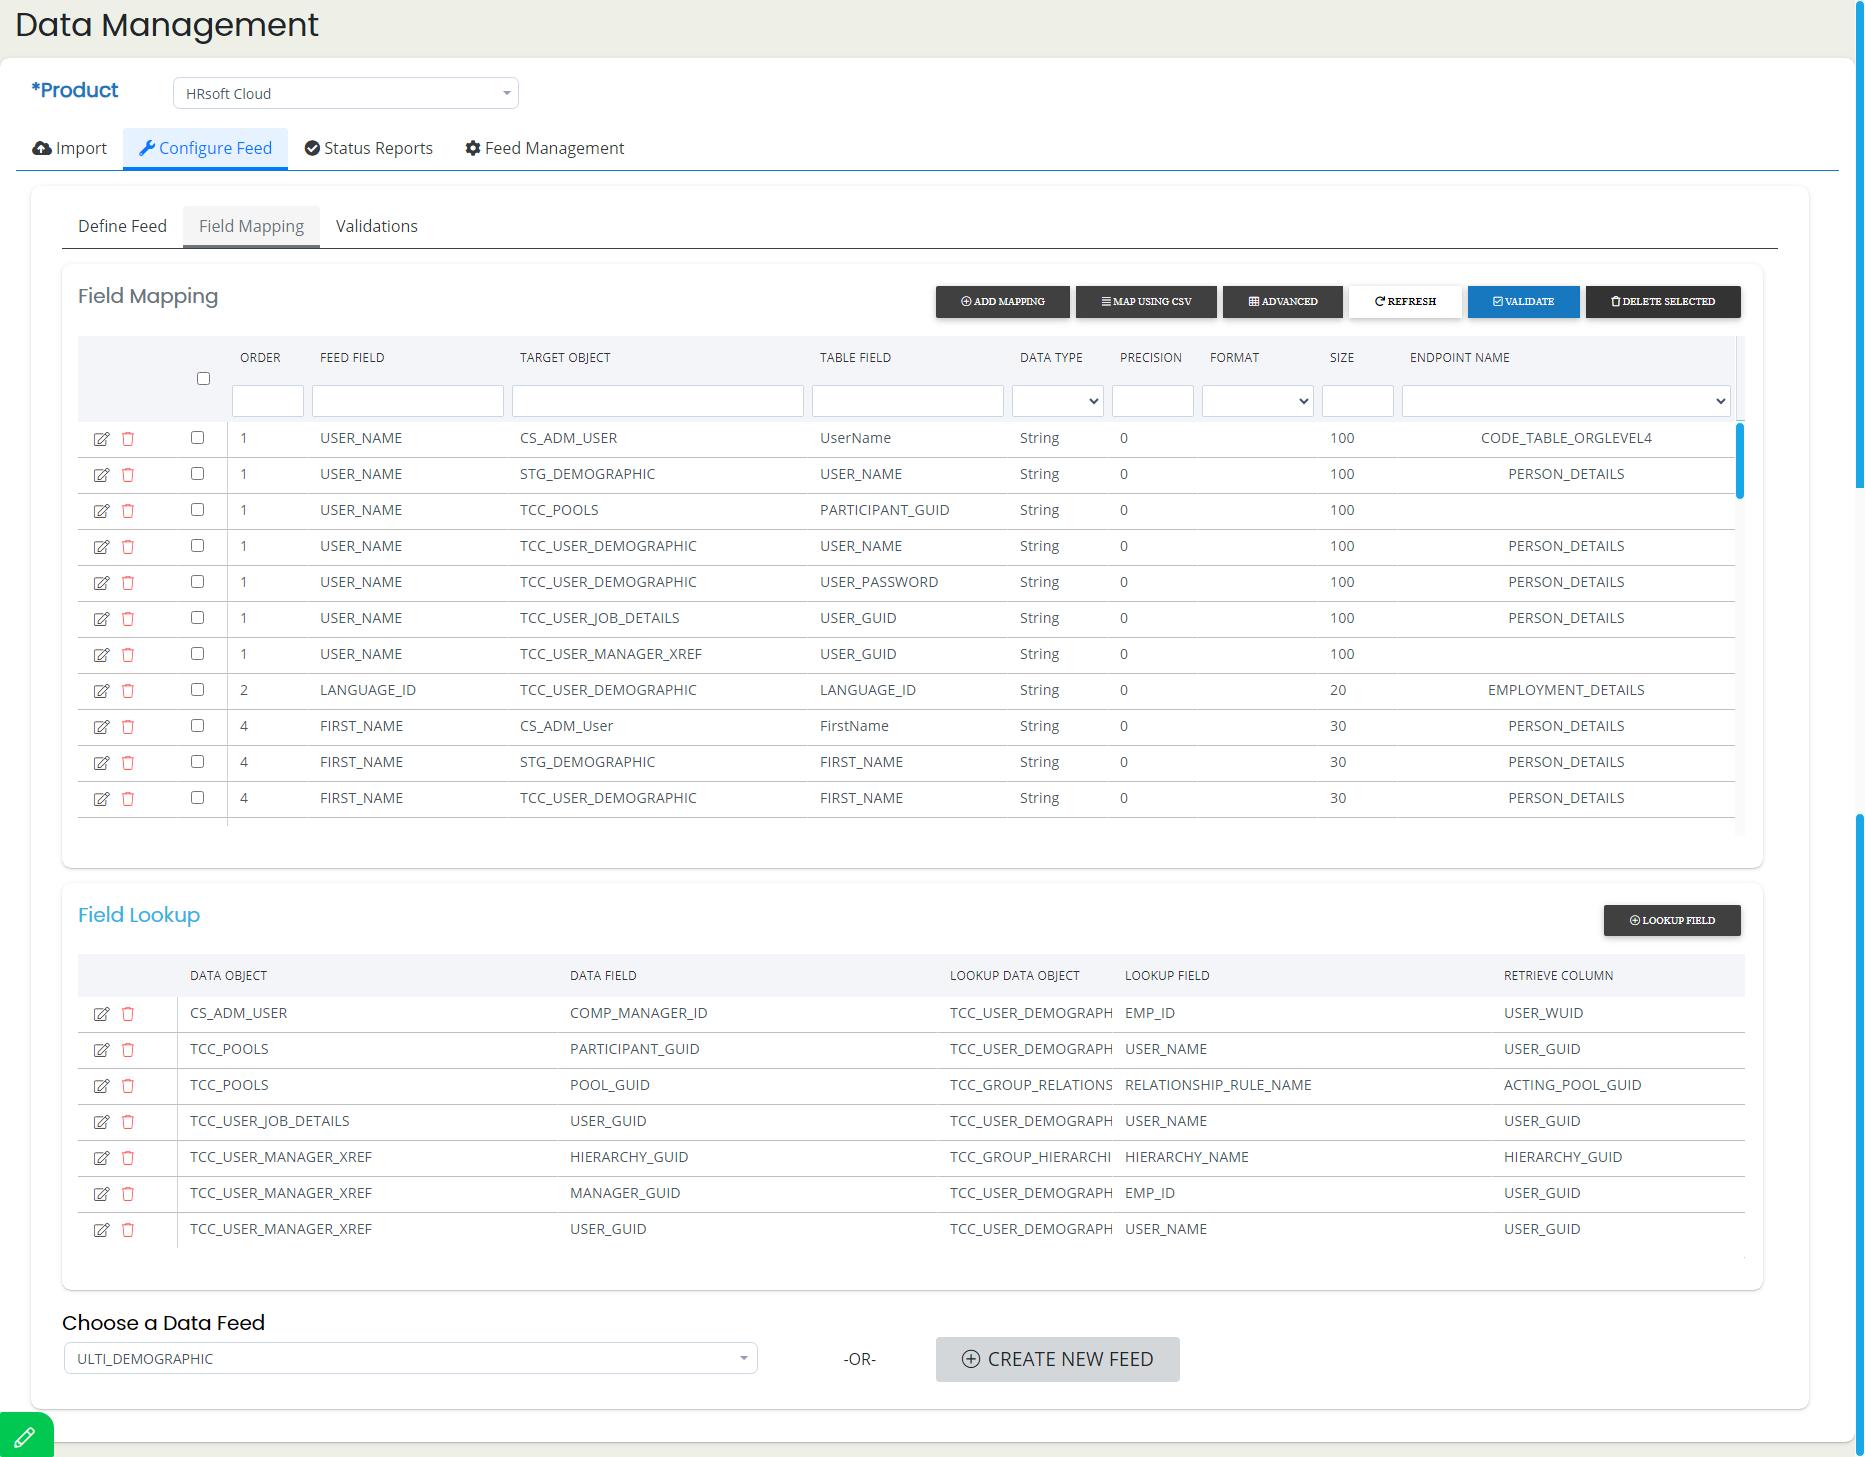 Data Management
*Product HRsoft Cloud
Import Configure Feed Status Reports Feed Management
Define Feed Field Mapping Validations
Field Mapping ADD MAPPING MAP USING CSV ADVANCED REFRESH VALIDATE DELETE SELECTED
ORDER FEED FIELD TARGET OBJECT TABLE FIELD DATA TYPE PRECISION FORMAT SIZE ENDPOINT NAME
1 USER_NAME CS_ADM_USER UserName String 0 100 CODE_TABLE_ORGLEVEL4
1 USER_NAME STG_DEMOGRAPHIC USER_NAME String 0 100 PERSON_DETAILS
1 USER_NAME TCC_POOLS PARTICIPANT_GUID String 0 100
1 USER_NAME TCC_USER_DEMOGRAPHIC USER_NAME String 0 100 PERSON_DETAILS
1 USER_NAME TCC_USER_DEMOGRAPHIC USER_PASSWORD String 0 100 PERSON_DETAILS
1 USER_NAME TCC_USER_JOB_DETAILS USER_GUID String 0 100 PERSON_DETAILS
1 USER_NAME TCC_USER_MANAGER_XREF USER_GUID String 0 100
2 LANGUAGE_ID TCC_USER_DEMOGRAPHIC LANGUAGE_ID String 0 20 EMPLOYMENT_DETAILS
4 FIRST_NAME CS_ADM_User FirstName String 0 30 PERSON_DETAILS
4 FIRST_NAME STG_DEMOGRAPHIC FIRST_NAME String 0 30 PERSON_DETAILS
4 FIRST_NAME TCC_USER_DEMOGRAPHIC FIRST_NAME String 0 30 PERSON_DETAILS
Field Lookup LOOKUP FIELD
DATA OBJECT DATA FIELD LOOKUP DATA OBJECT LOOKUP FIELD RETRIEVE COLUMN
CS_ADM_USER COMP_MANAGER_ID TCC_USER_DEMOGRAPH EMP_ID USER_WUID
TCC_POOLS PARTICIPANT_GUID TCC_USER_DEMOGRAPH USER_NAME USER_GUID
TCC_POOLS POOL_GUID TCC_GROUP_RELATIONS RELATIONSHIP_RULE_NAME ACTING_POOL_GUID
TCC_USER_JOB_DETAILS USER_GUID TCC_USER_DEMOGRAPH USER_NAME USER_GUID
TCC_USER_MANAGER_XREF HIERARCHY_GUID TCC_GROUP_HIERARCHI HIERARCHY_NAME HIERARCHY_GUID
TCC_USER_MANAGER_XREF MANAGER_GUID TCC_USER_DEMOGRAPH EMP_ID USER_GUID
TCC_USER_MANAGER_XREF USER_GUID TCC_USER_DEMOGRAPH USER_NAME USER_GUID
Choose a Data Feed
ULTI_DEMOGRAPHIC -OR- CREATE NEW FEED